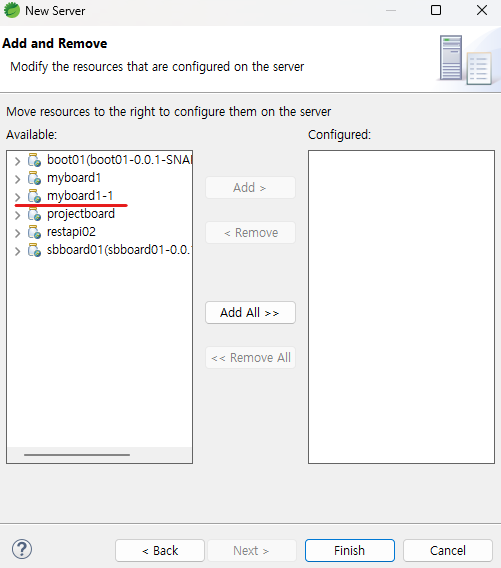 New Server
Add and Remove
Modify the resources that are configured on the server
Move resources to the right to configure them on the server
Available:
Configured:
boot01(boot01-0.0.1-SNA
myboard1
myboard1-1
projectboard
restapi02
sbboard01(sbboard01-0.0.
Add >
< Remove
Add All >>
<< Remove All
?
< Back
Next >
Finish
Cancel